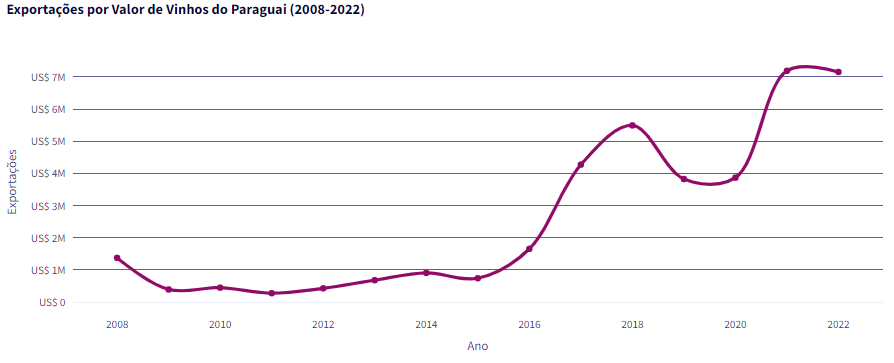 Exportações por Valor de Vinhos do Paraguai (2008-2022)
US$ 7M
US$ 6M
US$ 5M
US$ 4M
US$ 3M
US$ 2M
US$ 1M
US$ 0
Exportações
2008 2010 2012 2014 2016 2018 2020 2022
Ano